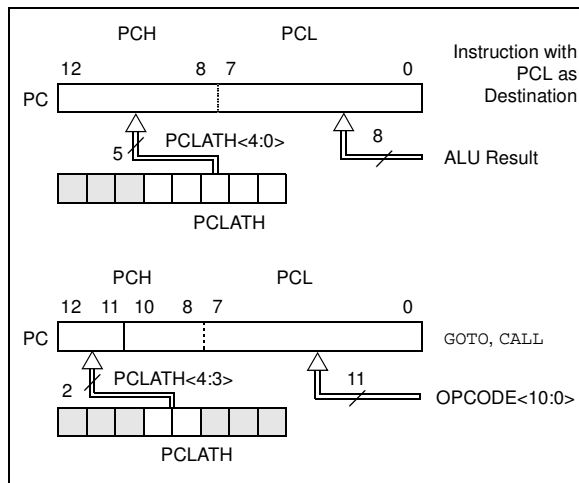 PCH PCL
12 8 7 0
Instruction with
PCL as
Destination
PC
PCLATH<4:0>
5
8
ALU Result
PCLATH
PCH PCL
12 11 10 8 7 0
PC
GOTO, CALL
PCLATH<4:3>
2
11
OPCODE<10:0>
PCLATH